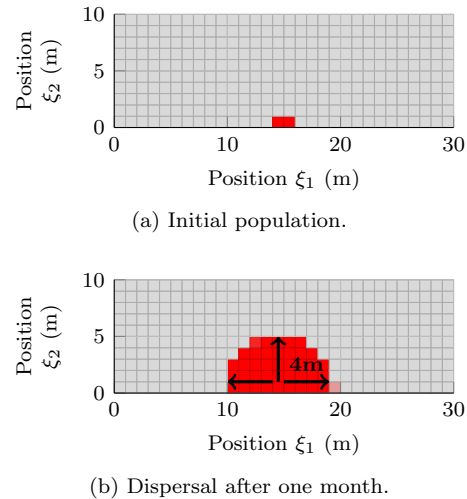 10
5
0
0 10 20 30
Position
ξ₂ (m)
Position ξ₁ (m)
(a) Initial population.
10
5
0
0 10 20 30
Position
ξ₂ (m)
4m
Position ξ₁ (m)
(b) Dispersal after one month.